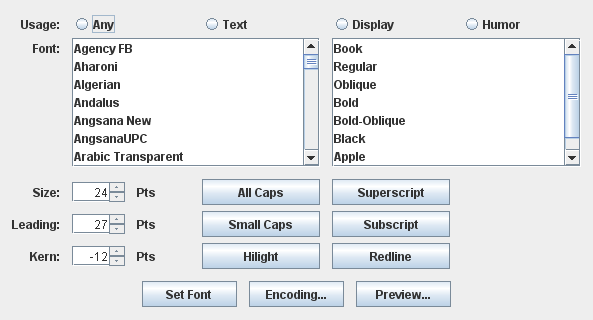 Usage: Any Text Display Humor
Font:
Agency FB
Aharoni
Algerian
Andalus
Angsana New
AngsanaUPC
Arabic Transparent
Book
Regular
Oblique
Bold
Bold-Oblique
Black
Apple
Size: 24 Pts All Caps Superscript
Leading: 27 Pts Small Caps Subscript
Kern: -12 Pts Hilight Redline
Set Font Encoding... Preview...